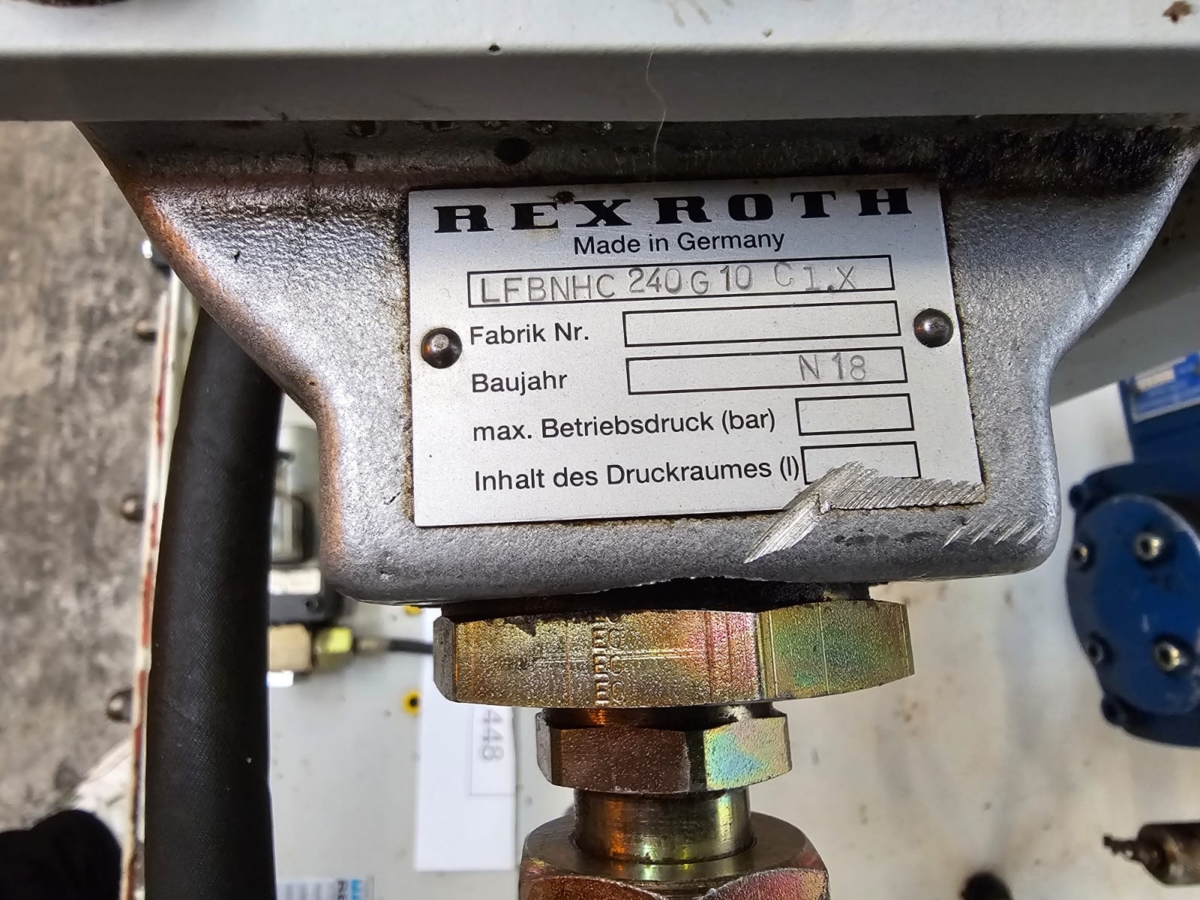 REXROTH
Made in Germany
LFBNHC 240 G 10 C 1.X
Fabrik Nr.
Baujahr N 18
max. Betriebsdruck (bar)
Inhalt des Druckraumes (l)
448